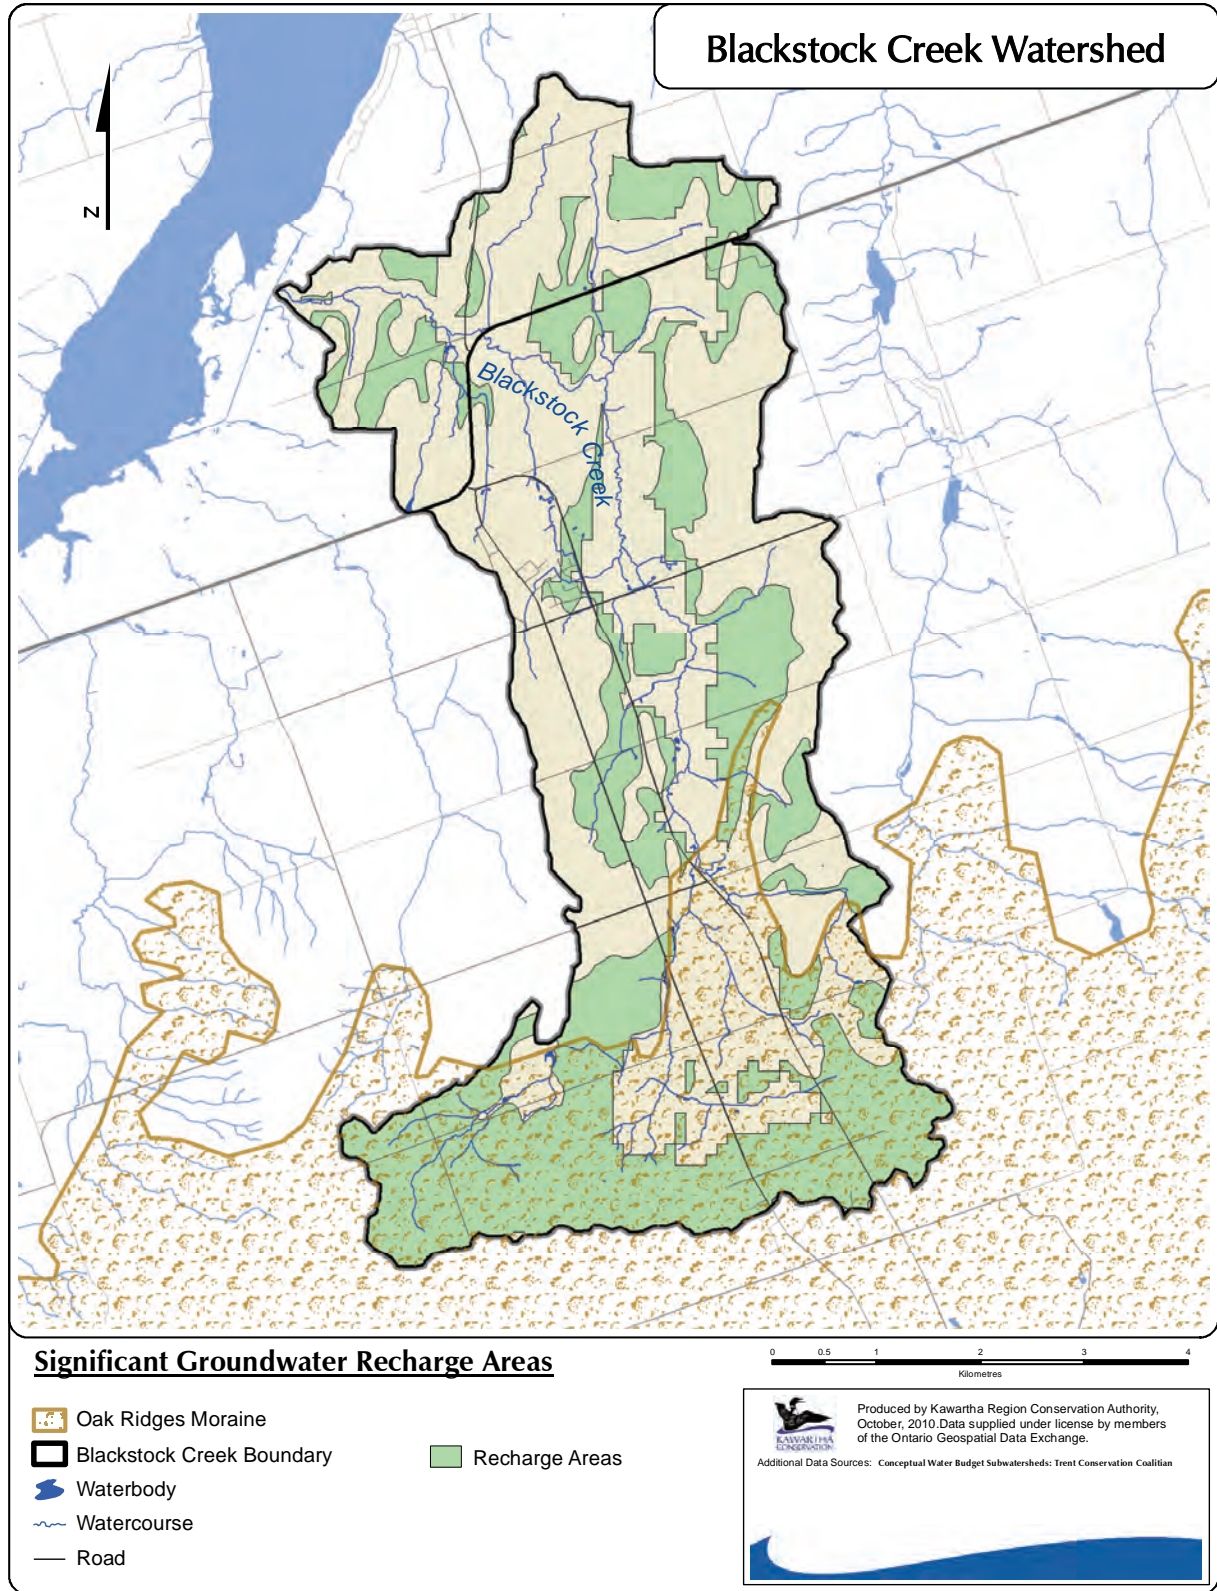 Blackstock Creek Watershed
N
Blackstock Creek
Significant Groundwater Recharge Areas
Oak Ridges Moraine
Blackstock Creek Boundary
Waterbody
Watercourse
Road
Recharge Areas
0 0.5 1 2 3 4
Kilometres
KAWARTHA
CONSERVATION
Produced by Kawartha Region Conservation Authority,
October, 2010.Data supplied under license by members
of the Ontario Geospatial Data Exchange.
Additional Data Sources: Conceptual Water Budget Subwatersheds: Trent Conservation Coalitian